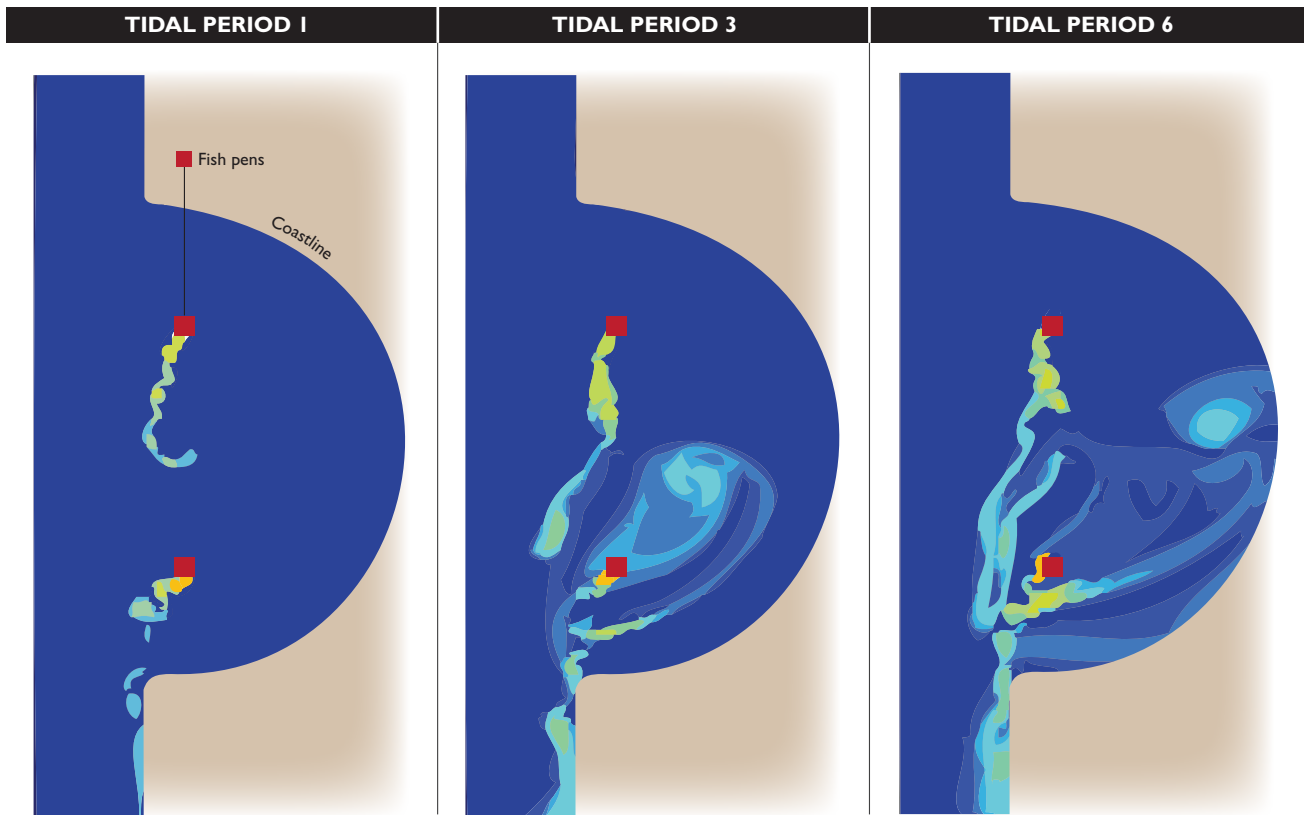 TIDAL PERIOD 1
TIDAL PERIOD 3
TIDAL PERIOD 6
Fish pens
Coastline